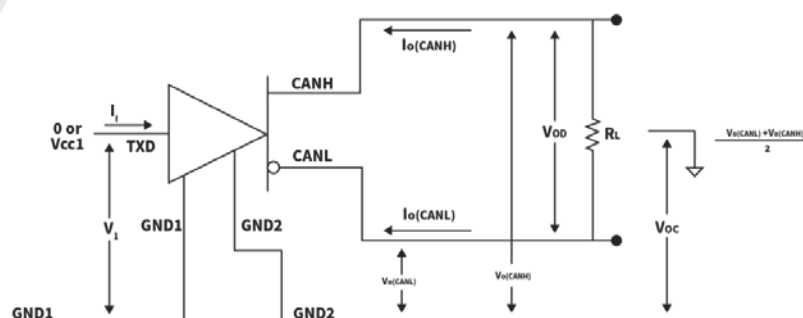 Io(CANH)
CANH
Ii
0 or
Vcc1
TXD
VOD
RL
Vo(CANL)+Vo(CANH)
2
CANL
Io(CANL)
V1
GND1
GND2
VOC
Vo(CANL)
Vo(CANH)
GND1
GND2